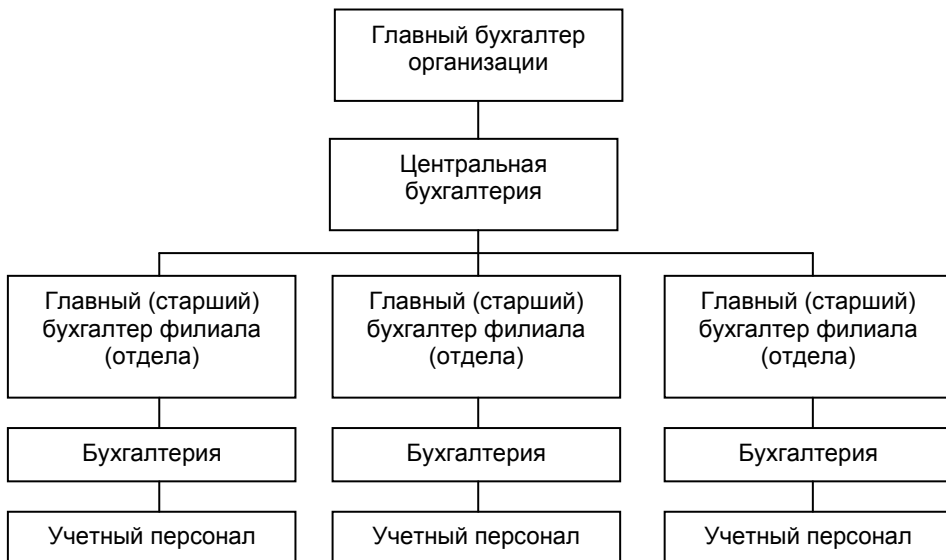 Главный бухгалтер
организации
Центральная
бухгалтерия
Главный (старший)
бухгалтер филиала
(отдела)
Главный (старший)
бухгалтер филиала
(отдела)
Главный (старший)
бухгалтер филиала
(отдела)
Бухгалтерия
Бухгалтерия
Бухгалтерия
Учетный персонал
Учетный персонал
Учетный персонал